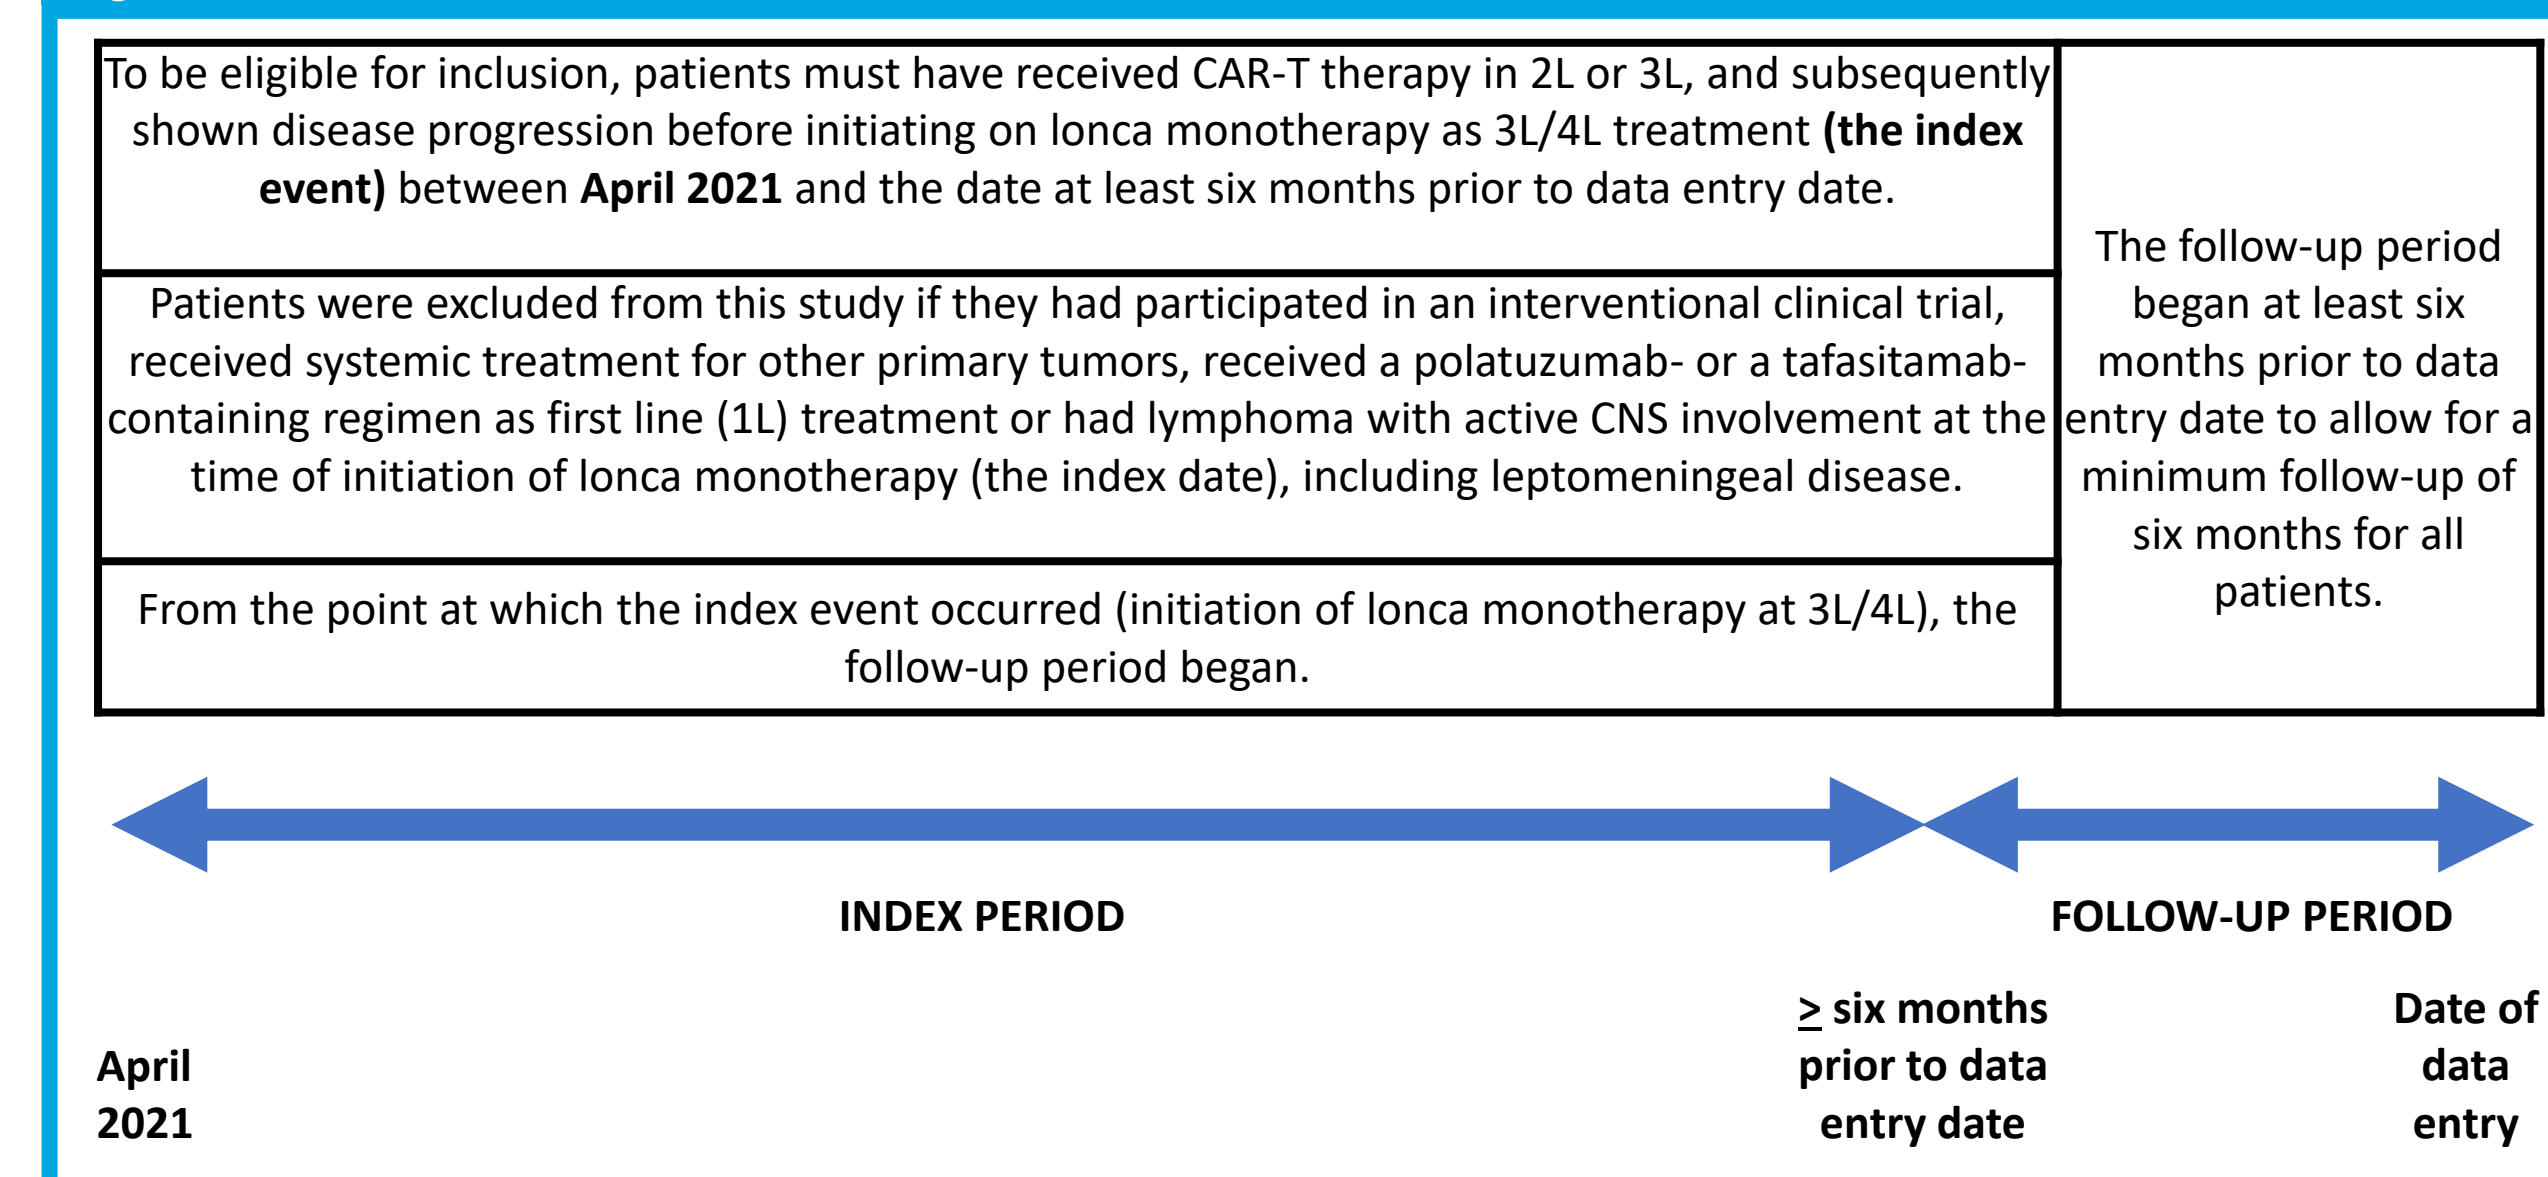 To be eligible for inclusion, patients must have received CAR-T therapy in 2L or 3L, and subsequently
shown disease progression before initiating on lonca monotherapy as 3L/4L treatment (the index
event) between April 2021 and the date at least six months prior to data entry date.
Patients were excluded from this study if they had participated in an interventional clinical trial,
received systemic treatment for other primary tumors, received a polatuzumab- or a tafasitamab-
containing regimen as first line (1L) treatment or had lymphoma with active CNS involvement at the
time of initiation of lonca monotherapy (the index date), including leptomeningeal disease.
From the point at which the index event occurred (initiation of lonca monotherapy at 3L/4L), the
follow-up period began.
The follow-up period
began at least six
months prior to data
entry date to allow for a
minimum follow-up of
six months for all
patients.
INDEX PERIOD
FOLLOW-UP PERIOD
April
2021
≥ six months
prior to data
entry date
Date of
data
entry